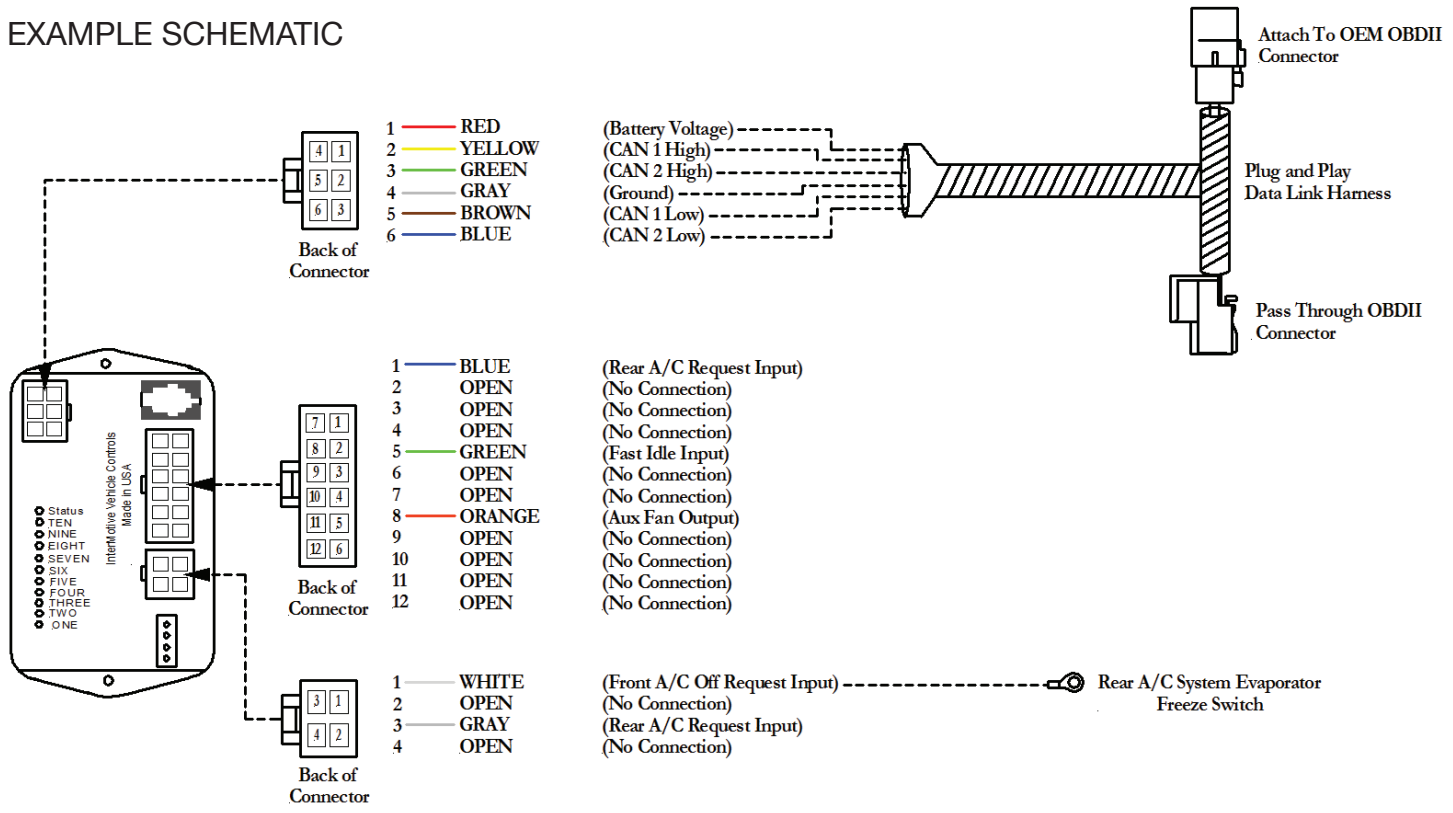 EXAMPLE SCHEMATIC
Attach To OEM OBDII
Connector
4 1
5 2
6 3
Back of
Connector
1 RED (Battery Voltage)
2 YELLOW (CAN 1 High)
3 GREEN (CAN 2 High)
4 GRAY (Ground)
5 BROWN (CAN 1 Low)
6 BLUE (CAN 2 Low)
Plug and Play
Data Link Harness
Pass Through OBDII
Connector
InterMotive Vehicle Controls
Made in USA
Status
TEN
NINE
EIGHT
SEVEN
SIX
FIVE
FOUR
THREE
TWO
ONE
7 1
8 2
9 3
10 4
11 5
12 6
Back of
Connector
1 BLUE (Rear A/C Request Input)
2 OPEN (No Connection)
3 OPEN (No Connection)
4 OPEN (No Connection)
5 GREEN (Fast Idle Input)
6 OPEN (No Connection)
7 OPEN (No Connection)
8 ORANGE (Aux Fan Output)
9 OPEN (No Connection)
10 OPEN (No Connection)
11 OPEN (No Connection)
12 OPEN (No Connection)
3 1
4 2
Back of
Connector
1 WHITE (Front A/C Off Request Input)
2 OPEN (No Connection)
3 GRAY (Rear A/C Request Input)
4 OPEN (No Connection)
Rear A/C System Evaporator
Freeze Switch